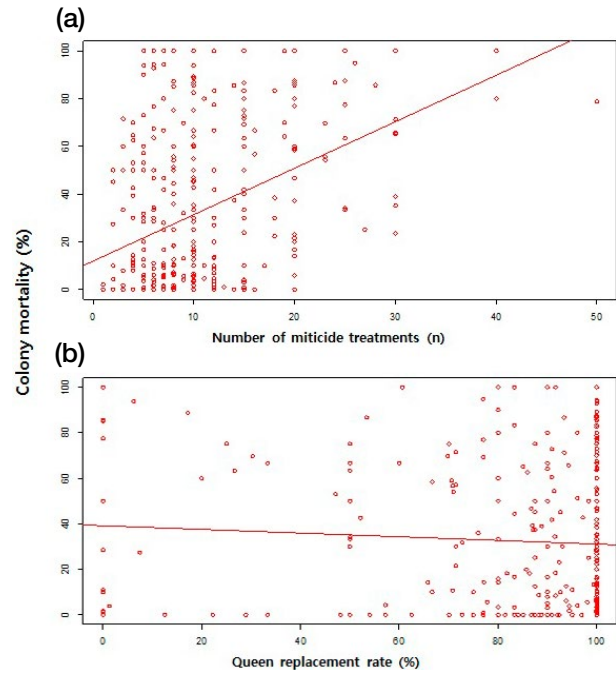 (a)
100
80
60
40
20
0
0 10 20 30 40 50
Number of miticide treatments (n)
Colony mortality (%)
(b)
100
80
60
40
20
0
0 20 40 60 80 100
Queen replacement rate (%)